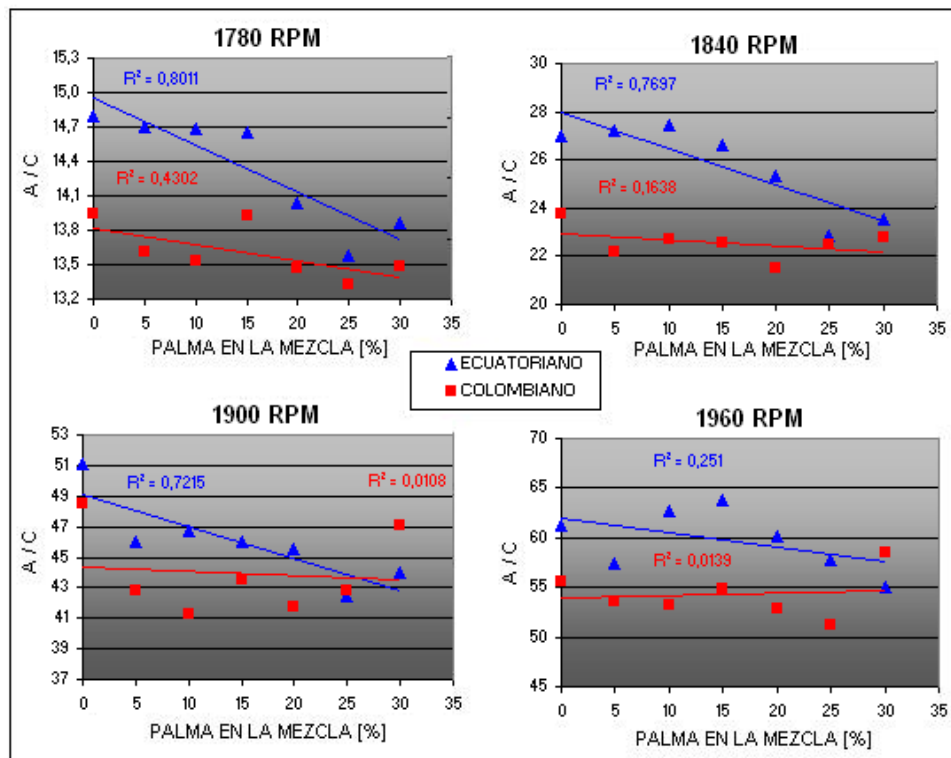 1780 RPM
15,3
15,0
14,7
14,4
14,1
13,8
13,5
13,2
A / C
R² = 0,8011
R² = 0,4302
0 5 10 15 20 25 30 35
PALMA EN LA MEZCLA [%]
1840 RPM
30
28
26
24
22
20
A / C
R² = 0,7697
R² = 0,1638
0 5 10 15 20 25 30 35
PALMA EN LA MEZCLA [%]
ECUATORIANO
COLOMBIANO
1900 RPM
53
51
49
47
45
43
41
39
37
A / C
R² = 0,7215
R² = 0,0108
0 5 10 15 20 25 30 35
PALMA EN LA MEZCLA [%]
1960 RPM
70
65
60
55
50
45
A / C
R² = 0,251
R² = 0,0139
0 5 10 15 20 25 30 35
PALMA EN LA MEZCLA [%]